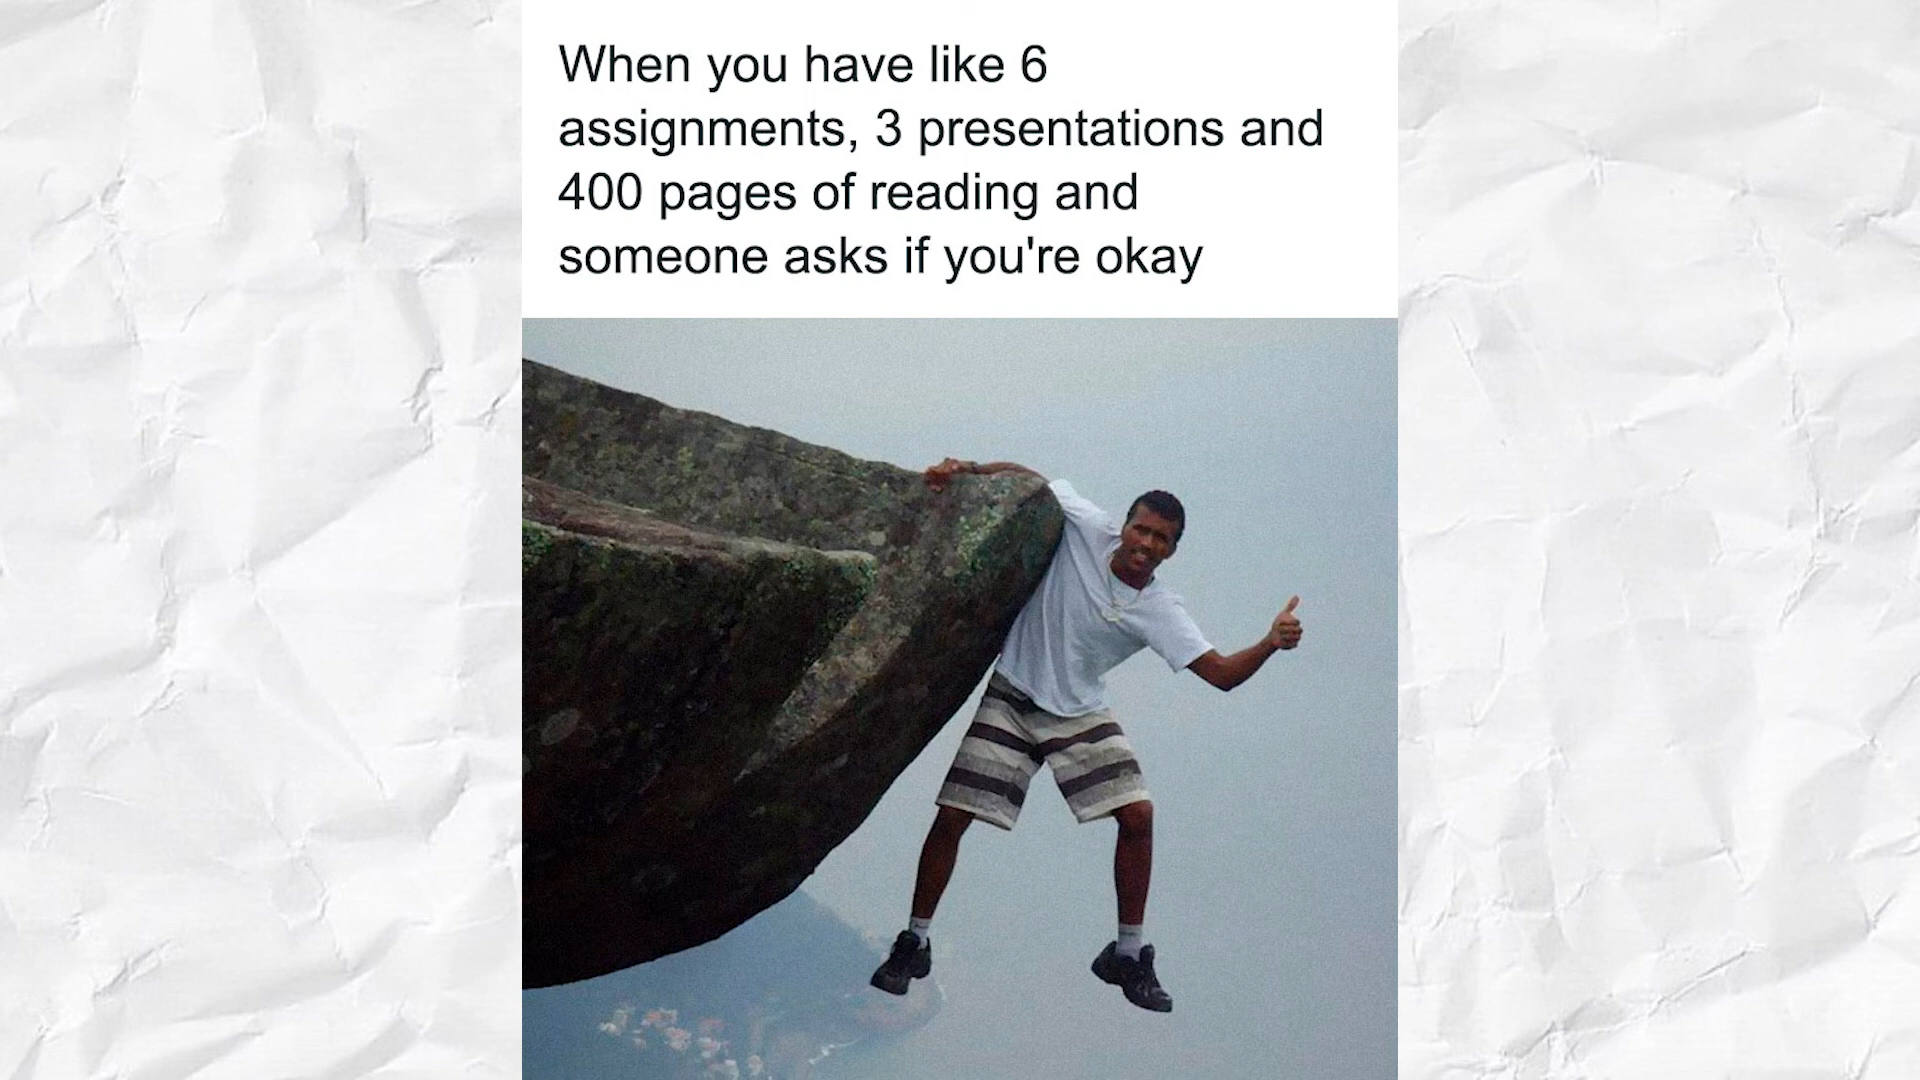 When you have like 6
assignments, 3 presentations and
400 pages of reading and
someone asks if you're okay